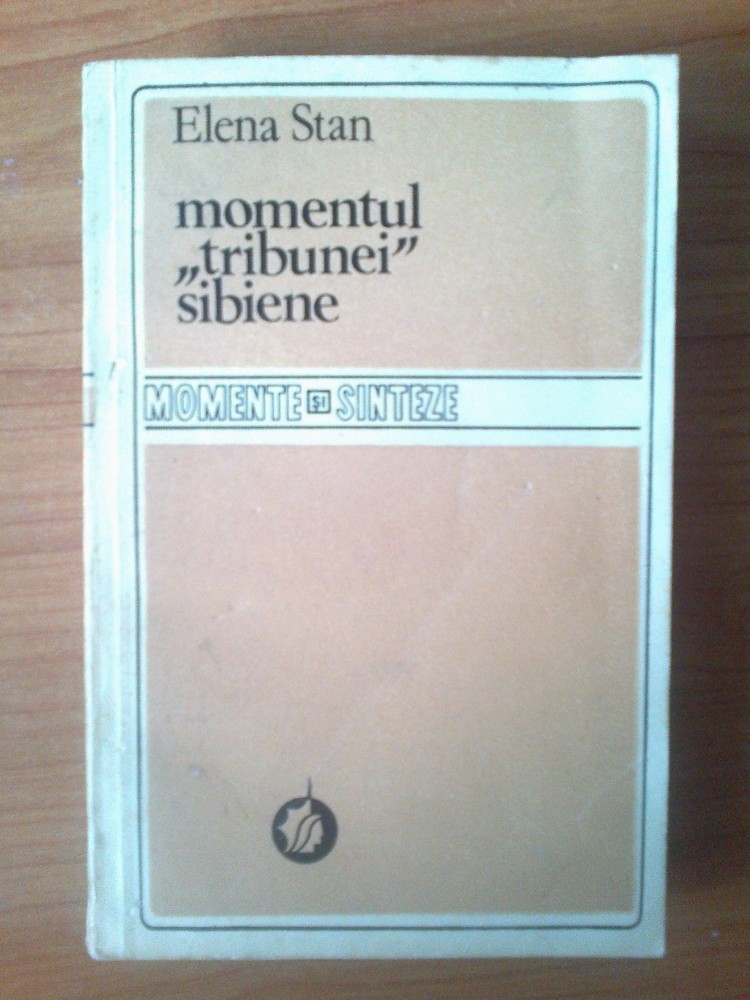 Elena Stan
momentul
„tribunei”
sibiene
MOMENTE ȘI SINTEZE